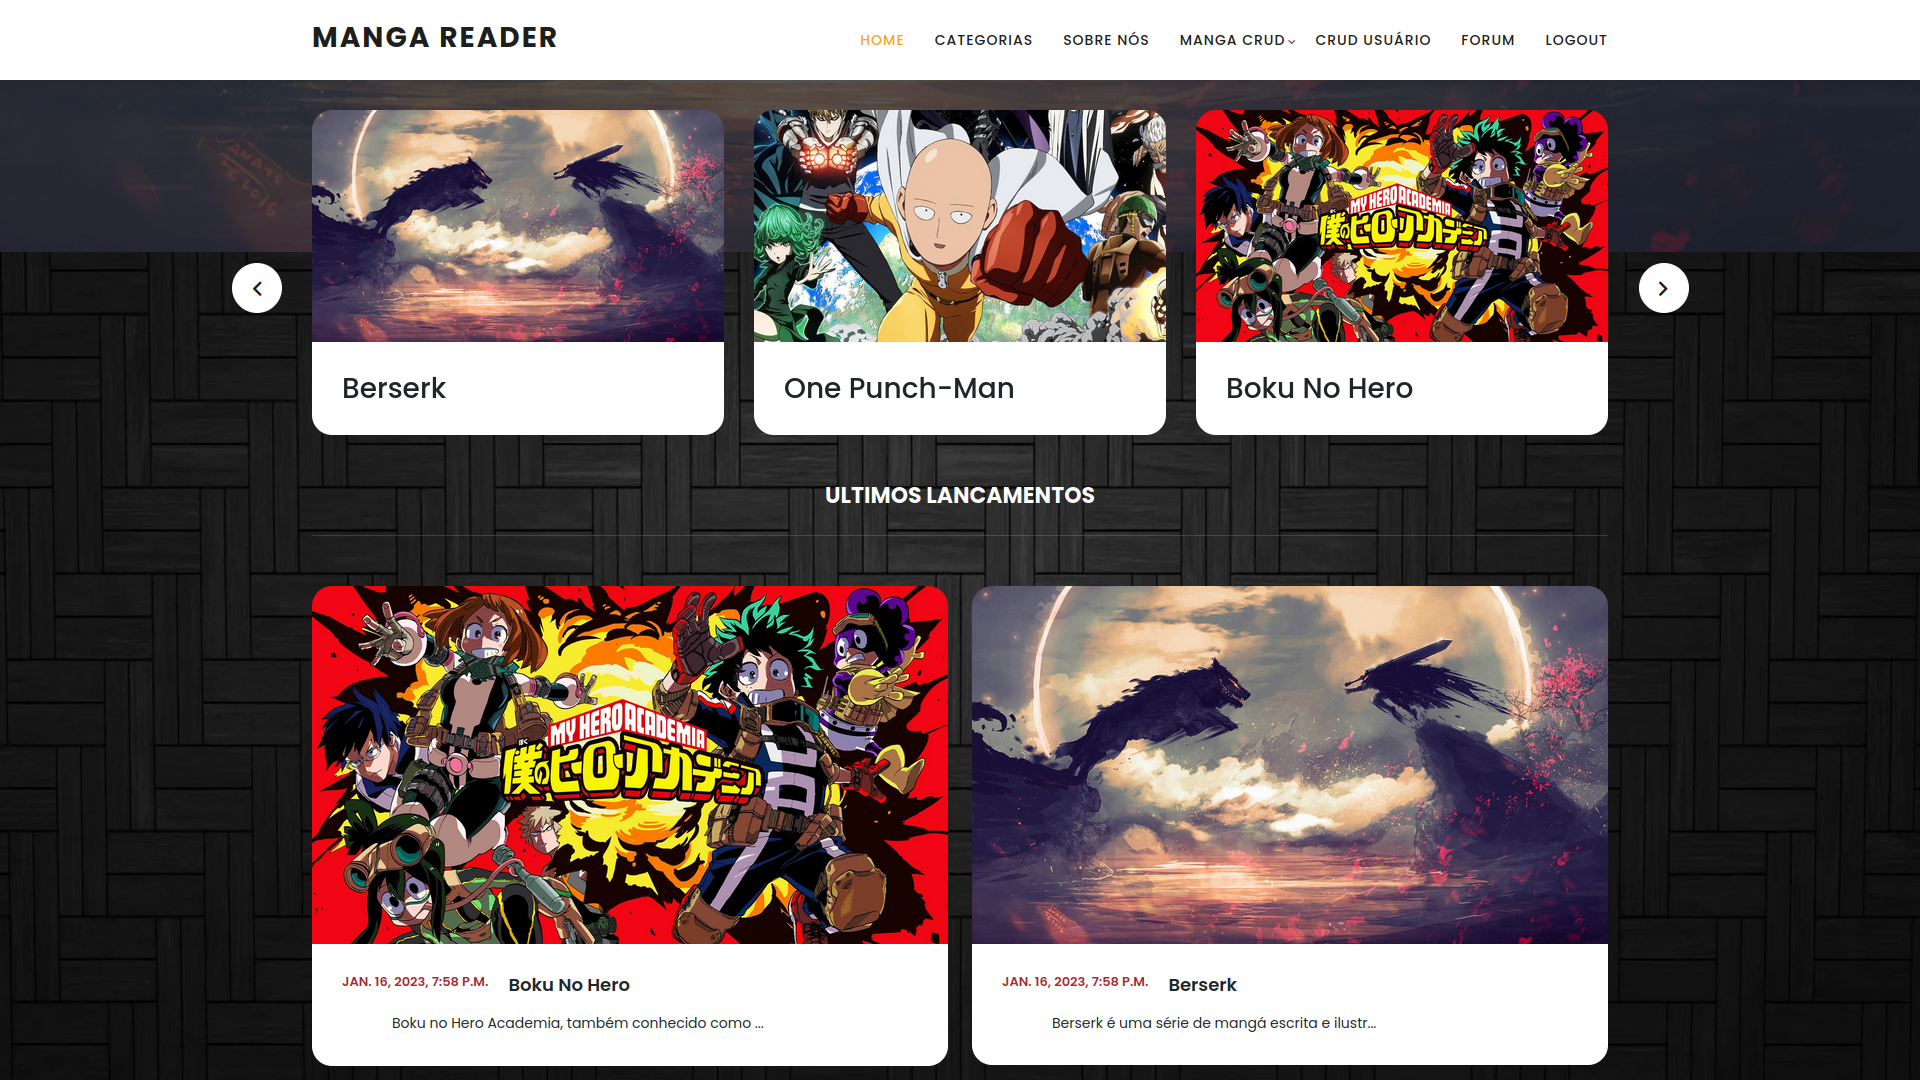 MANGA READER
HOME CATEGORIAS SOBRE NÓS MANGA CRUD CRUD USUÁRIO FORUM LOGOUT
MY HERO ACADEMIA
僕のヒーローアカデミア
Berserk
One Punch-Man
Boku No Hero
ULTIMOS LANCAMENTOS
MY HERO ACADEMIA
僕のヒーローアカデミア
JAN. 16, 2023, 7:58 P.M. Boku No Hero
Boku no Hero Academia, também conhecido como ...
JAN. 16, 2023, 7:58 P.M. Berserk
Berserk é uma série de mangá escrita e ilustr...